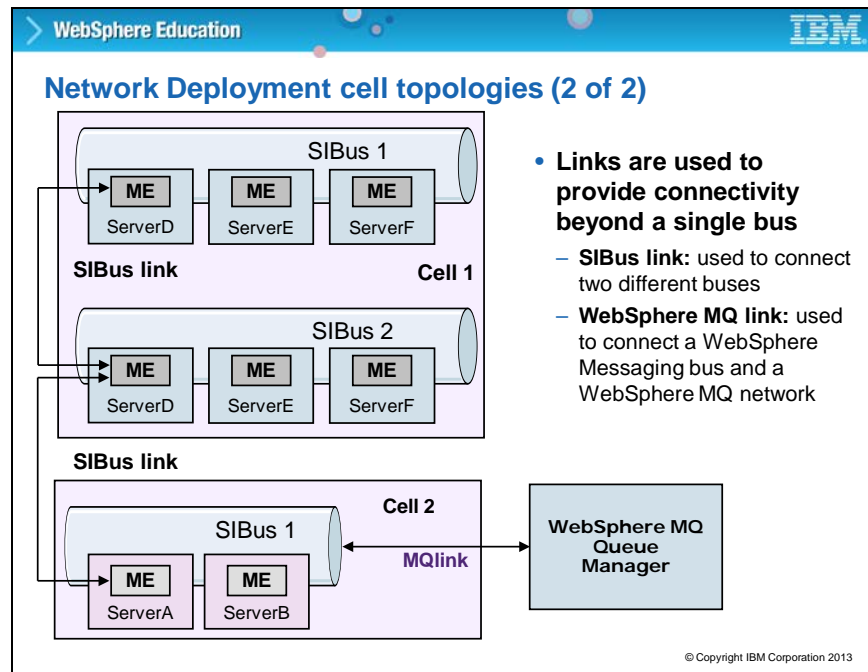 WebSphere Education
IBM
Network Deployment cell topologies (2 of 2)
SIBus 1
ME
ME
ME
ServerD
ServerE
ServerF
SIBus link
Cell 1
SIBus 2
ME
ME
ME
ServerD
ServerE
ServerF
SIBus link
Cell 2
SIBus 1
ME
ME
ServerA
ServerB
MQlink
WebSphere MQ
Queue
Manager
• Links are used to
provide connectivity
beyond a single bus
– SIBus link: used to connect
two different buses
– WebSphere MQ link: used
to connect a WebSphere
Messaging bus and a
WebSphere MQ network
© Copyright IBM Corporation 2013